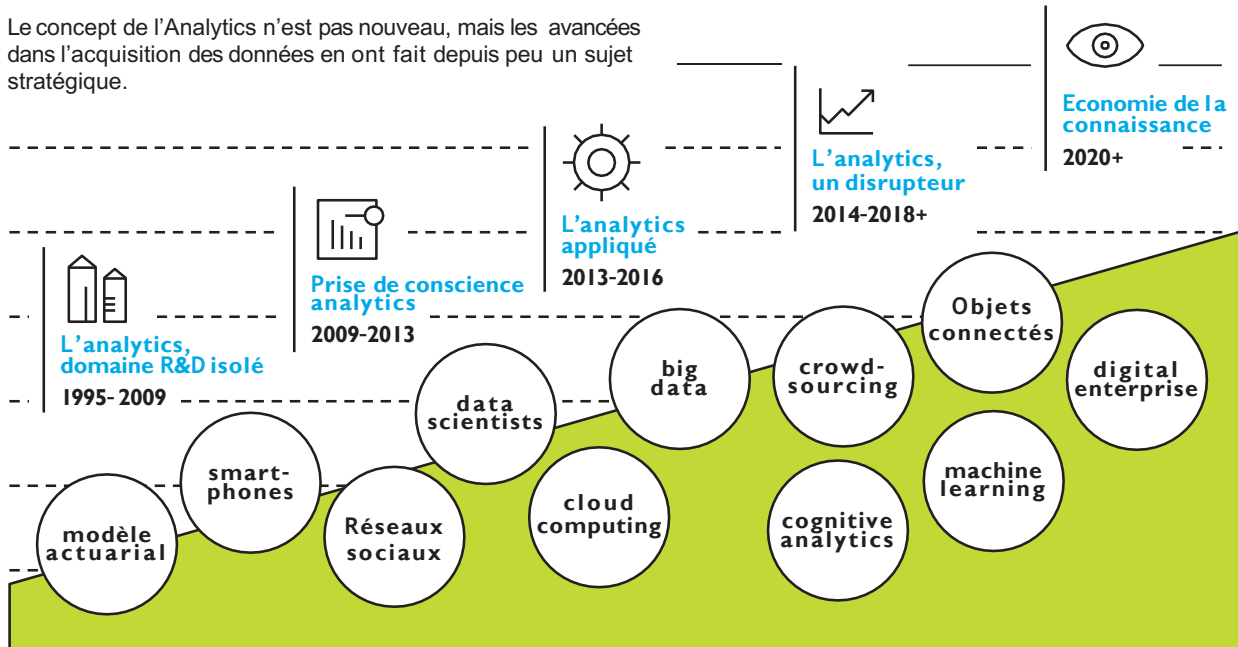 Le concept de l'Analytics n'est pas nouveau, mais les avancées
dans l'acquisition des données en ont fait depuis peu un sujet
stratégique.
L'analytics,
domaine R&D isolé
1995-2009
Prise de conscience
analytics
2009-2013
L'analytics
appliqué
2013-2016
L'analytics,
un disrupteur
2014-2018+
Economie de la
connaissance
2020+
modèle
actuarial
smart-
phones
Réseaux
sociaux
data
scientists
cloud
computing
big
data
crowd-
sourcing
cognitive
analytics
Objets
connectés
machine
learning
digital
enterprise